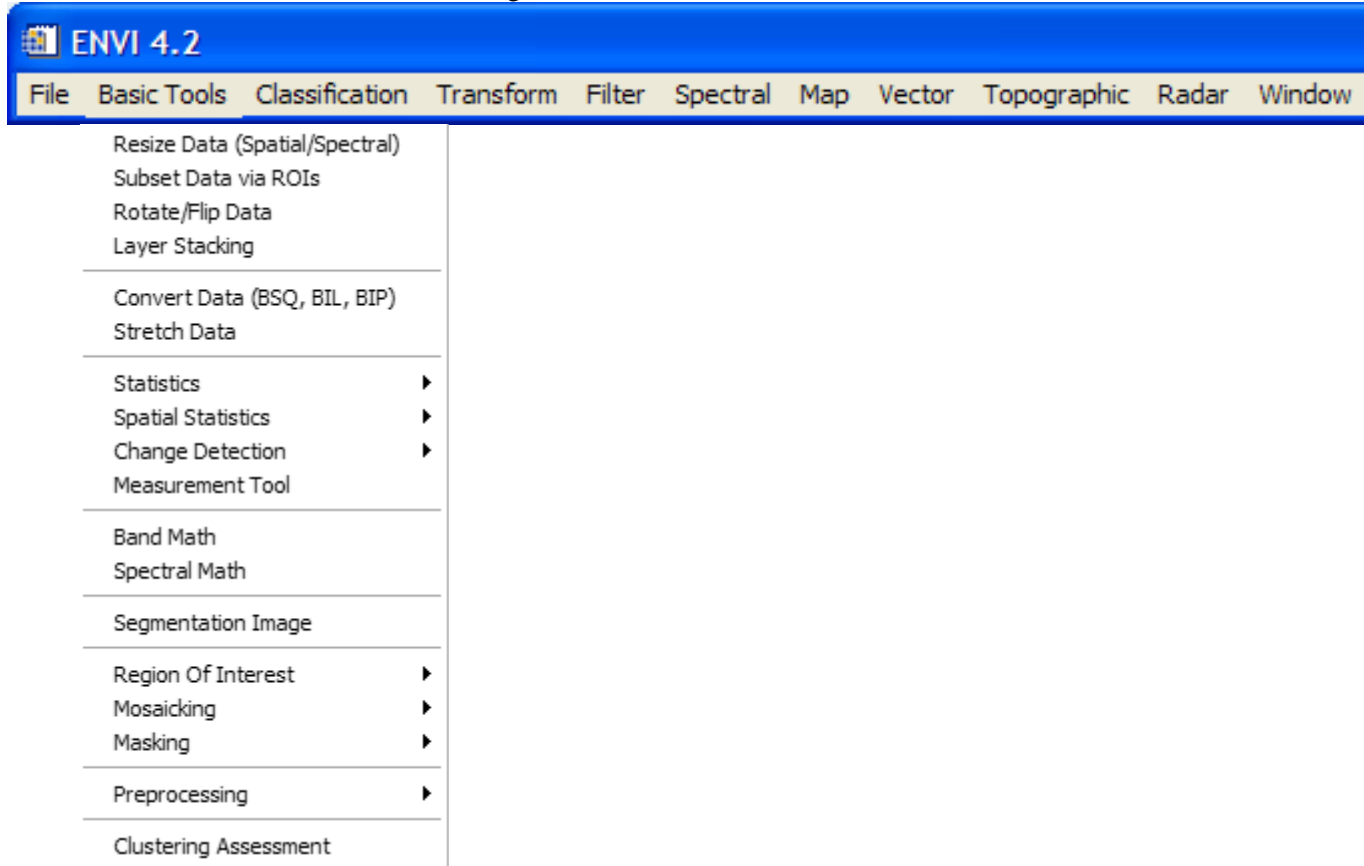 ENVI 4.2
File Basic Tools Classification Transform Filter Spectral Map Vector Topographic Radar Window
Resize Data (Spatial/Spectral)
Subset Data via ROIs
Rotate/Flip Data
Layer Stacking
Convert Data (BSQ, BIL, BIP)
Stretch Data
Statistics
Spatial Statistics
Change Detection
Measurement Tool
Band Math
Spectral Math
Segmentation Image
Region Of Interest
Mosaicking
Masking
Preprocessing
Clustering Assessment